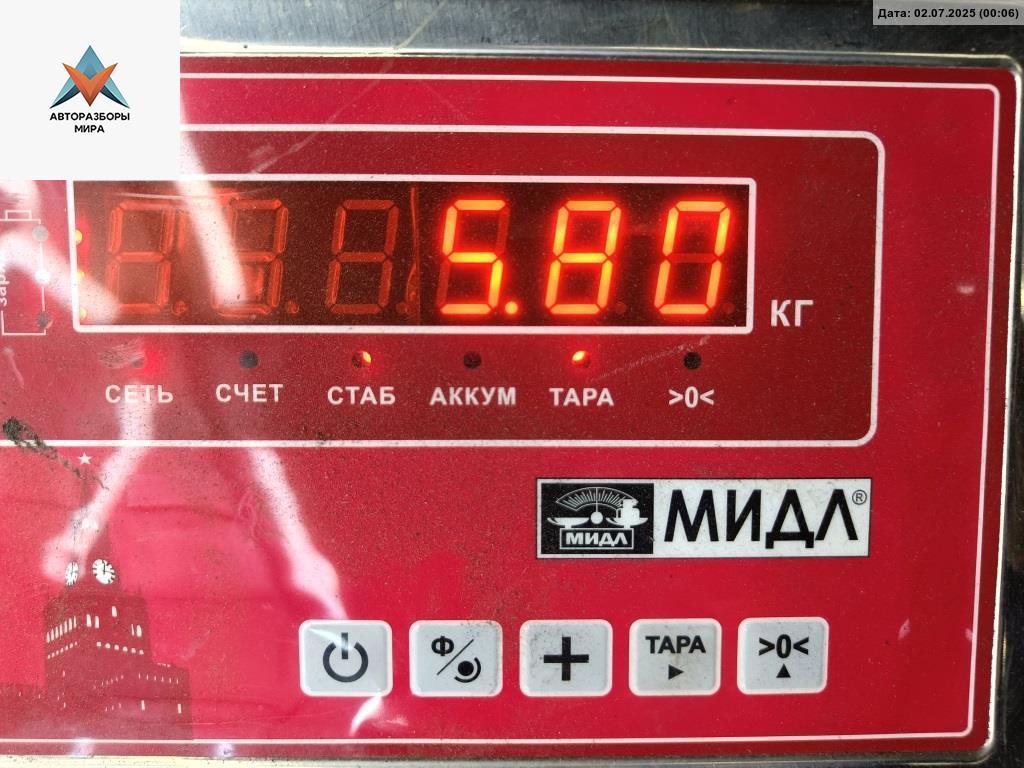 Дата: 02.07.2025 (00:06)
АВТОРАЗБОРЫ
МИРА
5.80
КГ
СЕТЬ СЧЕТ СТАБ АККУМ ТАРА >0<
МИДЛ МИДЛ®
Ф ТАРА >0<